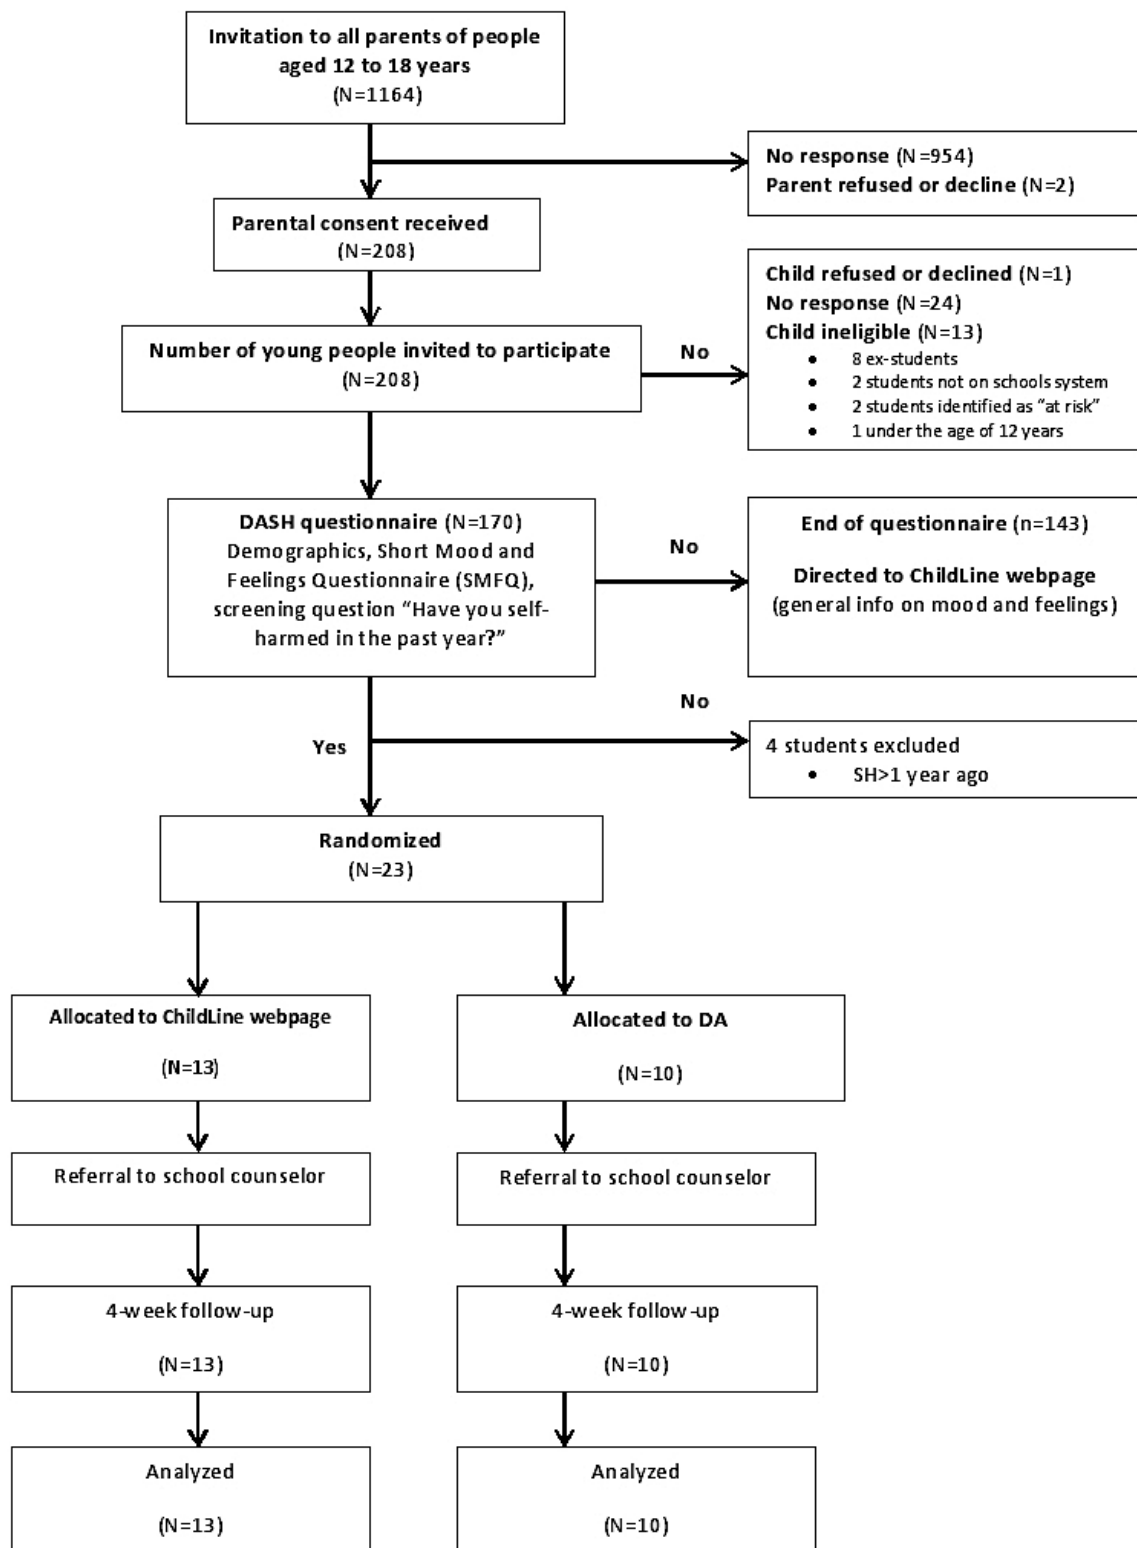 Invitation to all parents of people
aged 12 to 18 years
(N=1164)
No response (N=954)
Parent refused or decline (N=2)
Parental consent received
(N=208)
Child refused or declined (N=1)
No response (N=24)
Child ineligible (N=13)
• 8 ex-students
• 2 students not on schools system
• 2 students identified as “at risk”
• 1 under the age of 12 years
Number of young people invited to participate
(N=208)
No
DASH questionnaire (N=170)
Demographics, Short Mood and
Feelings Questionnaire (SMFQ),
screening question “Have you self-
harmed in the past year?”
No
End of questionnaire (n=143)
Directed to ChildLine webpage
(general info on mood and feelings)
No
Yes
4 students excluded
• SH>1 year ago
Randomized
(N=23)
Allocated to ChildLine webpage
(N=13)
Allocated to DA
(N=10)
Referral to school counselor
Referral to school counselor
4-week follow-up
(N=13)
4-week follow-up
(N=10)
Analyzed
(N=13)
Analyzed
(N=10)